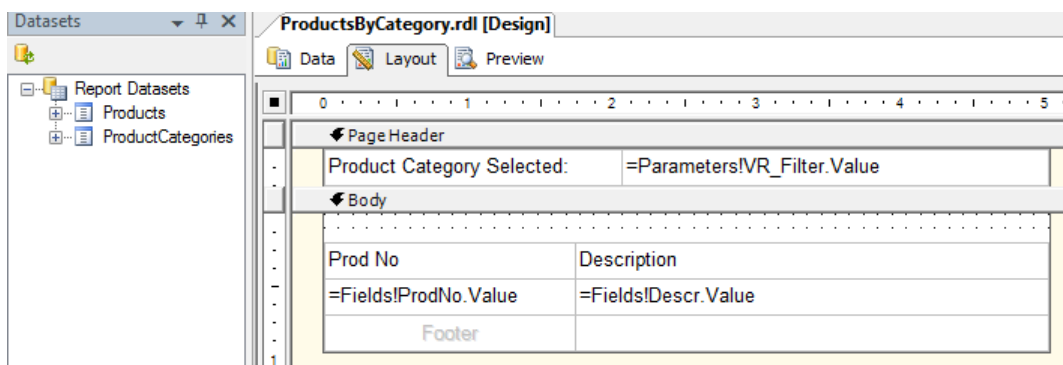 Datasets
ProductsByCategory.rdl [Design]
Data Layout Preview
Report Datasets
Products
ProductCategories
0 1 2 3 4 5
Page Header
Product Category Selected: =Parameters!VR_Filter.Value
Body
Prod No Description
=Fields!ProdNo.Value =Fields!Descr.Value
Footer
1